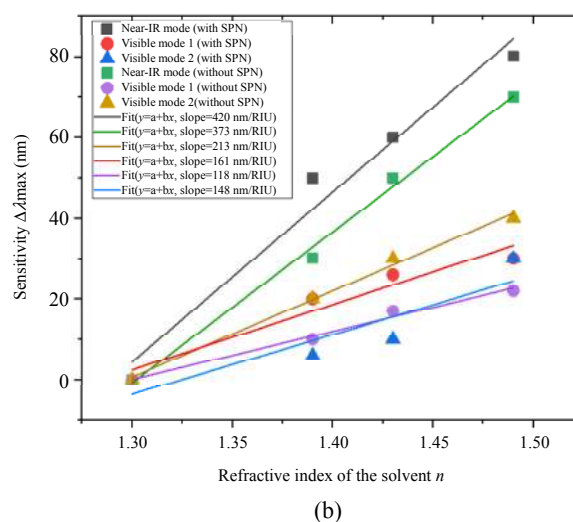 Near-IR mode (with SPN)
Visible mode 1 (with SPN)
Visible mode 2 (with SPN)
Near-IR mode (without SPN)
Visible mode 1 (without SPN)
Visible mode 2(without SPN)
Fit(y=a+bx, slope=420 nm/RIU)
Fit(y=a+bx, slope=373 nm/RIU)
Fit(y=a+bx, slope=213 nm/RIU)
Fit(y=a+bx, slope=161 nm/RIU)
Fit(y=a+bx, slope=118 nm/RIU)
Fit(y=a+bx, slope=148 nm/RIU)
Sensitivity Δλmax (nm)
80
60
40
20
0
1.30 1.35 1.40 1.45 1.50
Refractive index of the solvent n
(b)